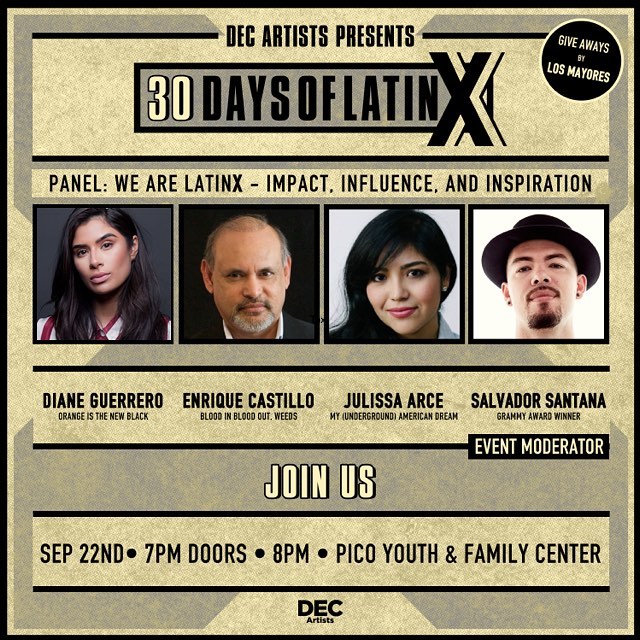 DEC ARTISTS PRESENTS
GIVE AWAYS
BY
LOS MAYORES
30 DAYS OF LATINX
PANEL: WE ARE LATINX - IMPACT, INFLUENCE, AND INSPIRATION
DIANE GUERRERO
ORANGE IS THE NEW BLACK
ENRIQUE CASTILLO
BLOOD IN BLOOD OUT, WEEDS
JULISSA ARCE
MY (UNDERGROUND) AMERICAN DREAM
SALVADOR SANTANA
GRAMMY AWARD WINNER
EVENT MODERATOR
JOIN US
SEP 22ND • 7PM DOORS • 8PM • PICO YOUTH & FAMILY CENTER
DEC
Artists